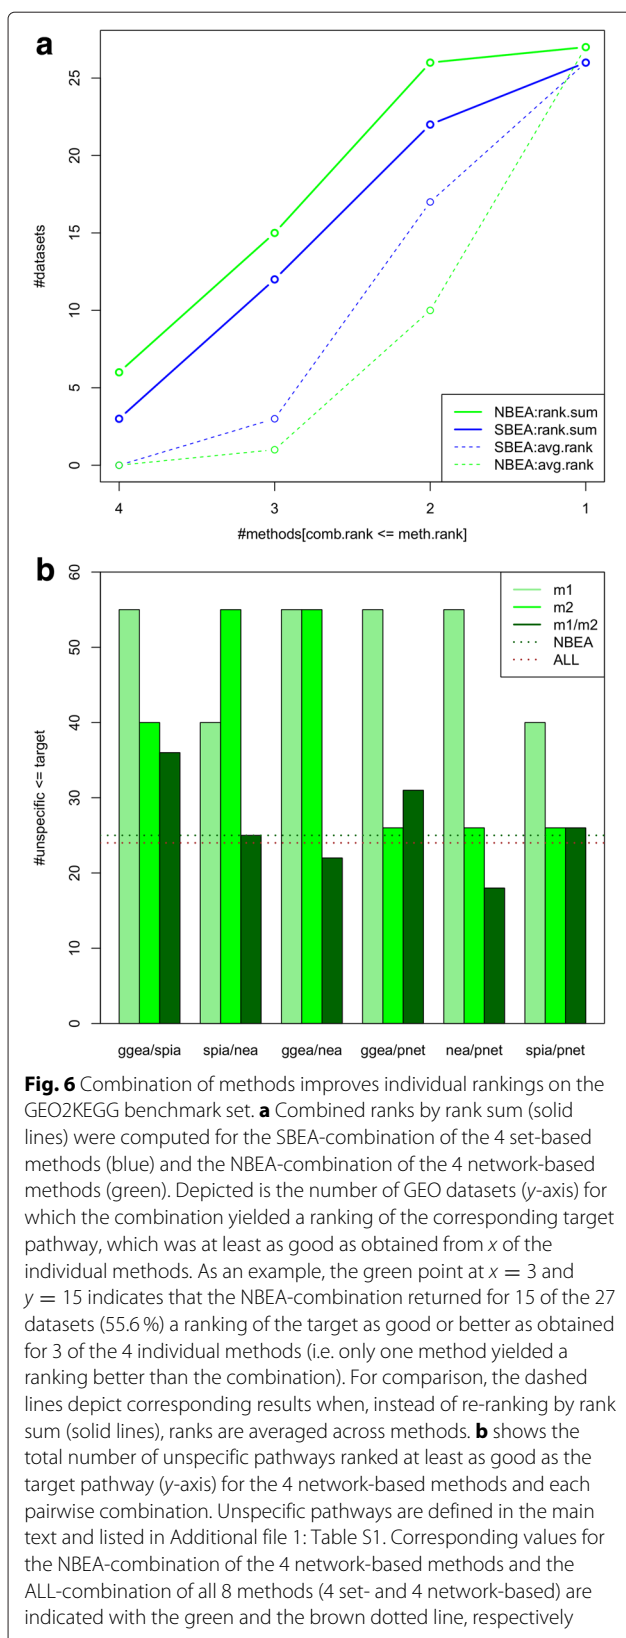 a
25
20
15
10
5
0
#datasets
NBEA:rank.sum
SBEA:rank.sum
SBEA:avg.rank
NBEA:avg.rank
4 3 2 1
#methods[comb.rank <= meth.rank]
b
60
50
40
30
20
10
0
#unspecific <= target
m1
m2
m1/m2
NBEA
ALL
ggea/spia spia/nea ggea/nea ggea/pnet nea/pnet spia/pnet
Fig. 6 Combination of methods improves individual rankings on the
GEO2KEGG benchmark set. a Combined ranks by rank sum (solid
lines) were computed for the SBEA-combination of the 4 set-based
methods (blue) and the NBEA-combination of the 4 network-based
methods (green). Depicted is the number of GEO datasets (y-axis) for
which the combination yielded a ranking of the corresponding target
pathway, which was at least as good as obtained from x of the
individual methods. As an example, the green point at x = 3 and
y = 15 indicates that the NBEA-combination returned for 15 of the 27
datasets (55.6 %) a ranking of the target as good or better as obtained
for 3 of the 4 individual methods (i.e. only one method yielded a
ranking better than the combination). For comparison, the dashed
lines depict corresponding results when, instead of re-ranking by rank
sum (solid lines), ranks are averaged across methods. b shows the
total number of unspecific pathways ranked at least as good as the
target pathway (y-axis) for the 4 network-based methods and each
pairwise combination. Unspecific pathways are defined in the main
text and listed in Additional file 1: Table S1. Corresponding values for
the NBEA-combination of the 4 network-based methods and the
ALL-combination of all 8 methods (4 set- and 4 network-based) are
indicated with the green and the brown dotted line, respectively